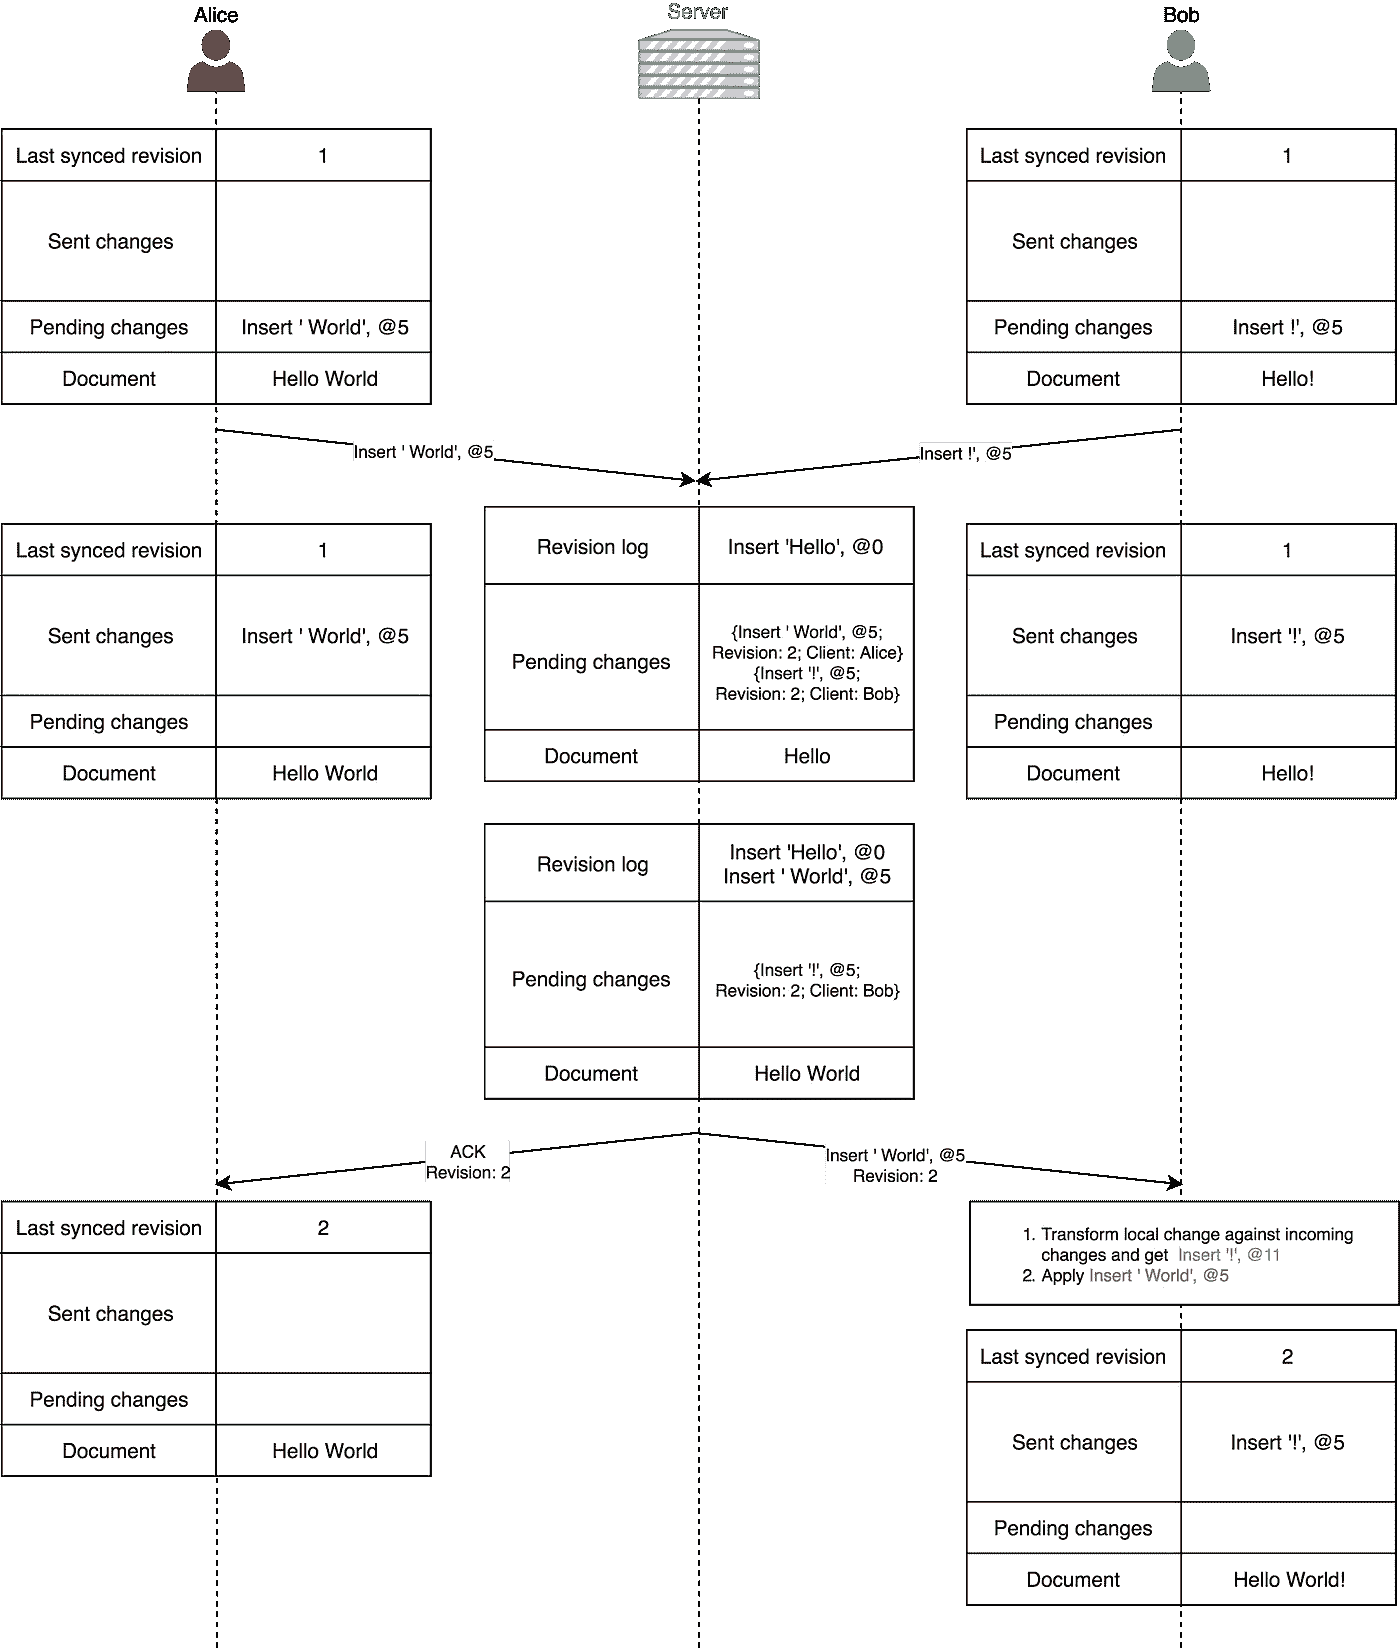 Alice
Server
Bob
Last synced revision 1
Sent changes
Pending changes Insert ' World', @5
Document Hello World
Last synced revision 1
Sent changes
Pending changes Insert !', @5
Document Hello!
Insert ' World', @5
Insert !', @5
Last synced revision 1
Sent changes Insert ' World', @5
Pending changes
Document Hello World
Revision log Insert 'Hello', @0
Pending changes
{Insert ' World', @5;
Revision: 2; Client: Alice}
{Insert '!', @5;
Revision: 2; Client: Bob}
Document Hello
Last synced revision 1
Sent changes Insert '!', @5
Pending changes
Document Hello!
Revision log
Insert 'Hello', @0
Insert ' World', @5
Pending changes
{Insert '!', @5;
Revision: 2; Client: Bob}
Document Hello World
ACK
Revision: 2
Insert ' World', @5
Revision: 2
Last synced revision 2
Sent changes
Pending changes
Document Hello World
1. Transform local change against incoming
changes and get Insert '!', @11
2. Apply Insert ' World', @5
Last synced revision 2
Sent changes Insert '!', @5
Pending changes
Document Hello World!